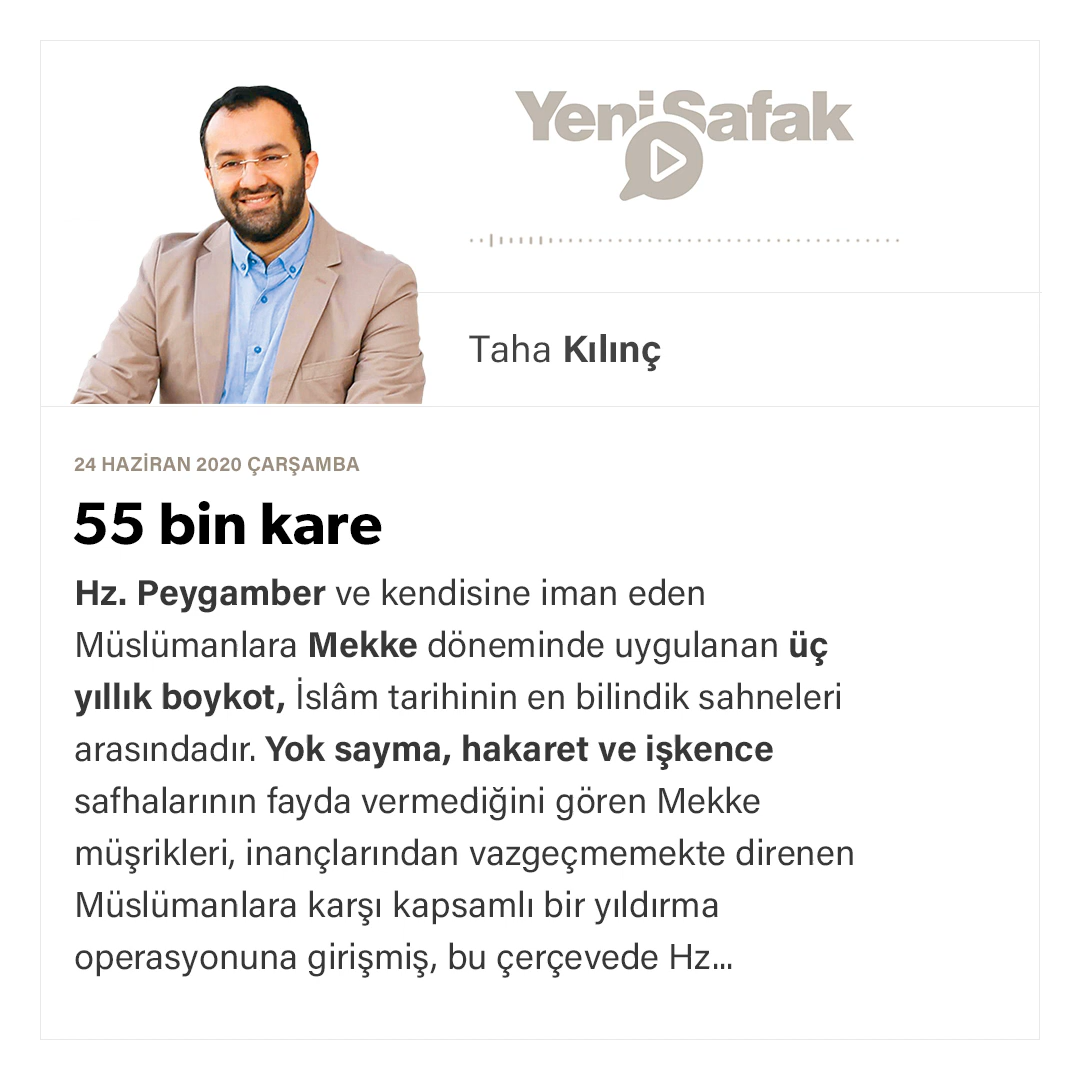 YeniŞafak
Taha Kılınç
24 HAZİRAN 2020 ÇARŞAMBA
55 bin kare
Hz. Peygamber ve kendisine iman eden
Müslümanlara Mekke döneminde uygulanan üç
yıllık boykot, İslâm tarihinin en bilindik sahneleri
arasındadır. Yok sayma, hakaret ve işkence
safhalarının fayda vermediğini gören Mekke
müşrikleri, inançlarından vazgeçmemekte direnen
Müslümanlara karşı kapsamlı bir yıldırma
operasyonuna girişmiş, bu çerçevede Hz...